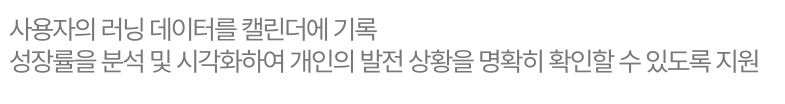 사용자의 러닝 데이터를 캘린더에 기록
성장률을 분석 및 시각화하여 개인의 발전 상황을 명확히 확인할 수 있도록 지원